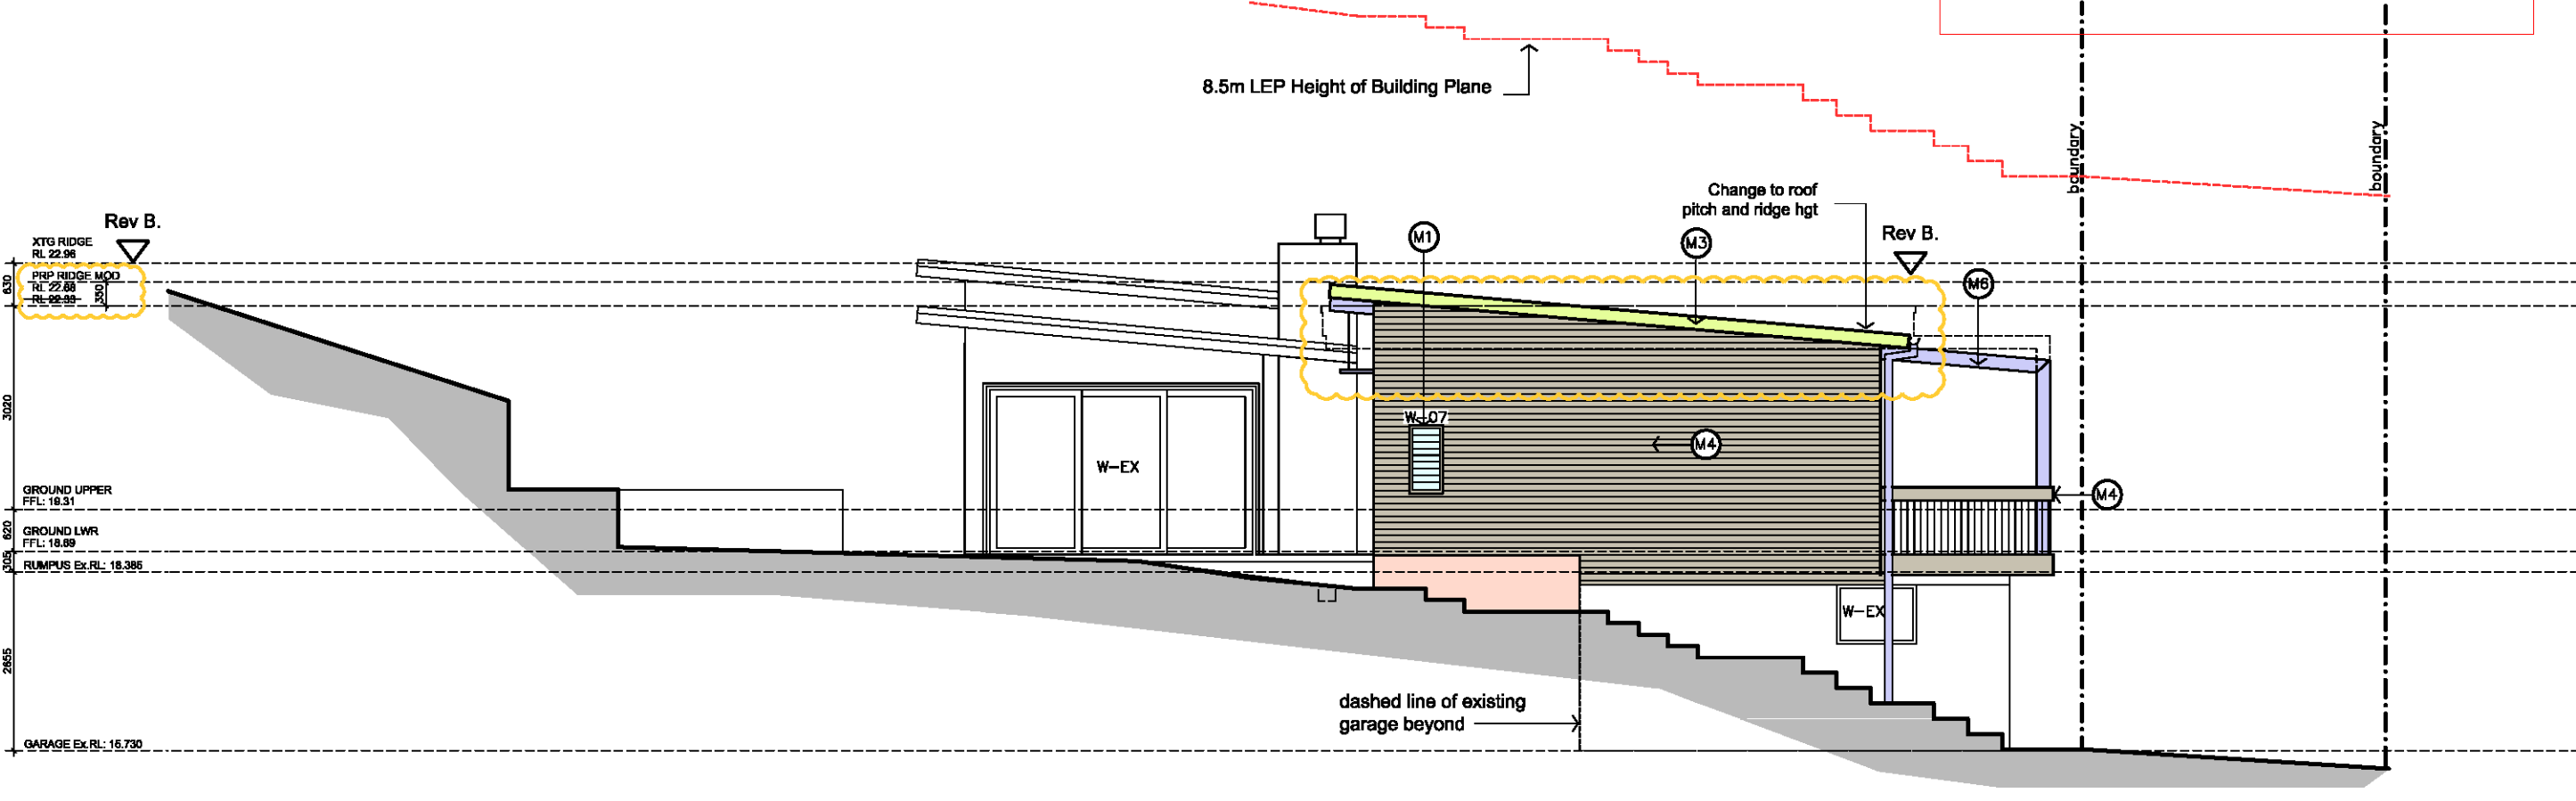 8.5m LEP Height of Building Plane
boundary
boundary
Change to roof
pitch and ridge hgt
Rev B.
Rev B.
XTG RIDGE
RL 22.96
PRP RIDGE MOD
RL 22.68
RL 22.33
350
630
M1
M3
M6
3020
W-07
M4
W-EX
M4
GROUND UPPER
FFL: 19.31
620
GROUND LWR
FFL: 18.69
305
RUMPUS Ex.RL: 18.385
W-EX
2655
dashed line of existing
garage beyond
GARAGE Ex.RL: 15.730